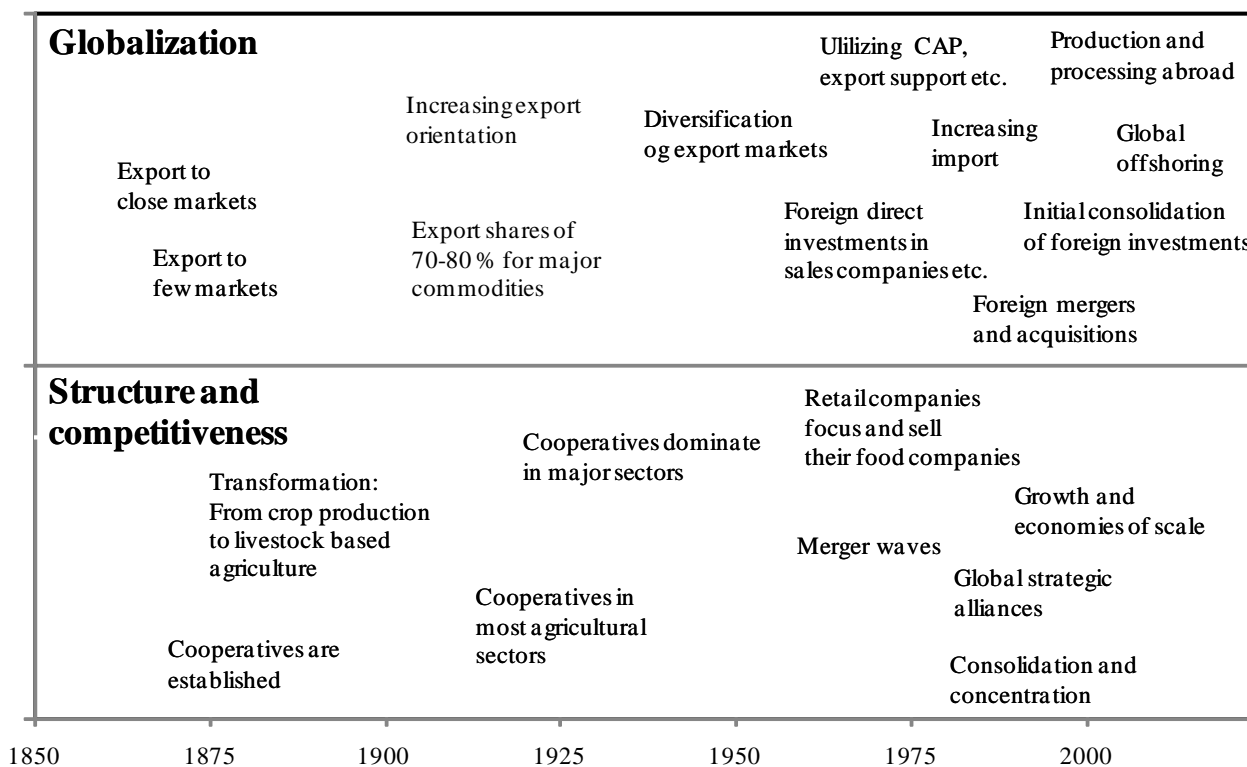 Globalization
Ulilizing CAP,
export support etc.
Production and
processing abroad
Increasing export
orientation
Diversification
og export markets
Increasing
import
Global
offshoring
Export to
close markets
Foreign direct
investments in
sales companies etc.
Initial consolidation
of foreign investments
Export shares of
70-80 % for major
commodities
Export to
few markets
Foreign mergers
and acquisitions
Structure and
competitiveness
Retail companies
focus and sell
their food companies
Cooperatives dominate
in major sectors
Transformation:
From crop production
to livestock based
agriculture
Growth and
economies of scale
Merger waves
Global strategic
alliances
Cooperatives in
most agricultural
sectors
Cooperatives are
established
Consolidation and
concentration
1850 1875 1900 1925 1950 1975 2000